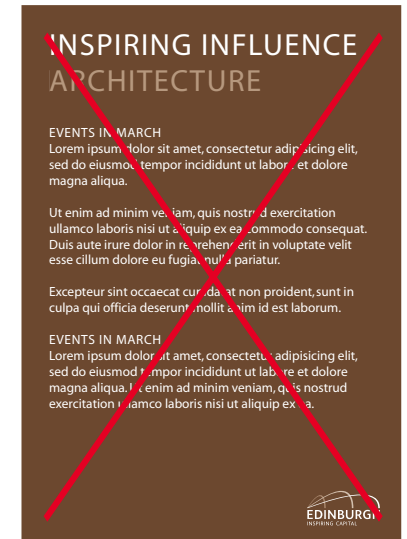 INSPIRING INFLUENCE
ARCHITECTURE
EVENTS IN MARCH
Lorem ipsum dolor sit amet, consectetur adipisicing elit,
sed do eiusmod tempor incididunt ut labore et dolore
magna aliqua.
Ut enim ad minim veniam, quis nostrud exercitation
ullamco laboris nisi ut aliquip ex ea commodo consequat.
Duis aute irure dolor in reprehenderit in voluptate velit
esse cillum dolore eu fugiat nulla pariatur.
Excepteur sint occaecat cupidatat non proident, sunt in
culpa qui officia deserunt mollit anim id est laborum.
EVENTS IN MARCH
Lorem ipsum dolor sit amet, consectetur adipisicing elit,
sed do eiusmod tempor incididunt ut labore et dolore
magna aliqua. Ut enim ad minim veniam, quis nostrud
exercitation ullamco laboris nisi ut aliquip ex ea.
EDINBURGH
INSPIRING CAPITAL